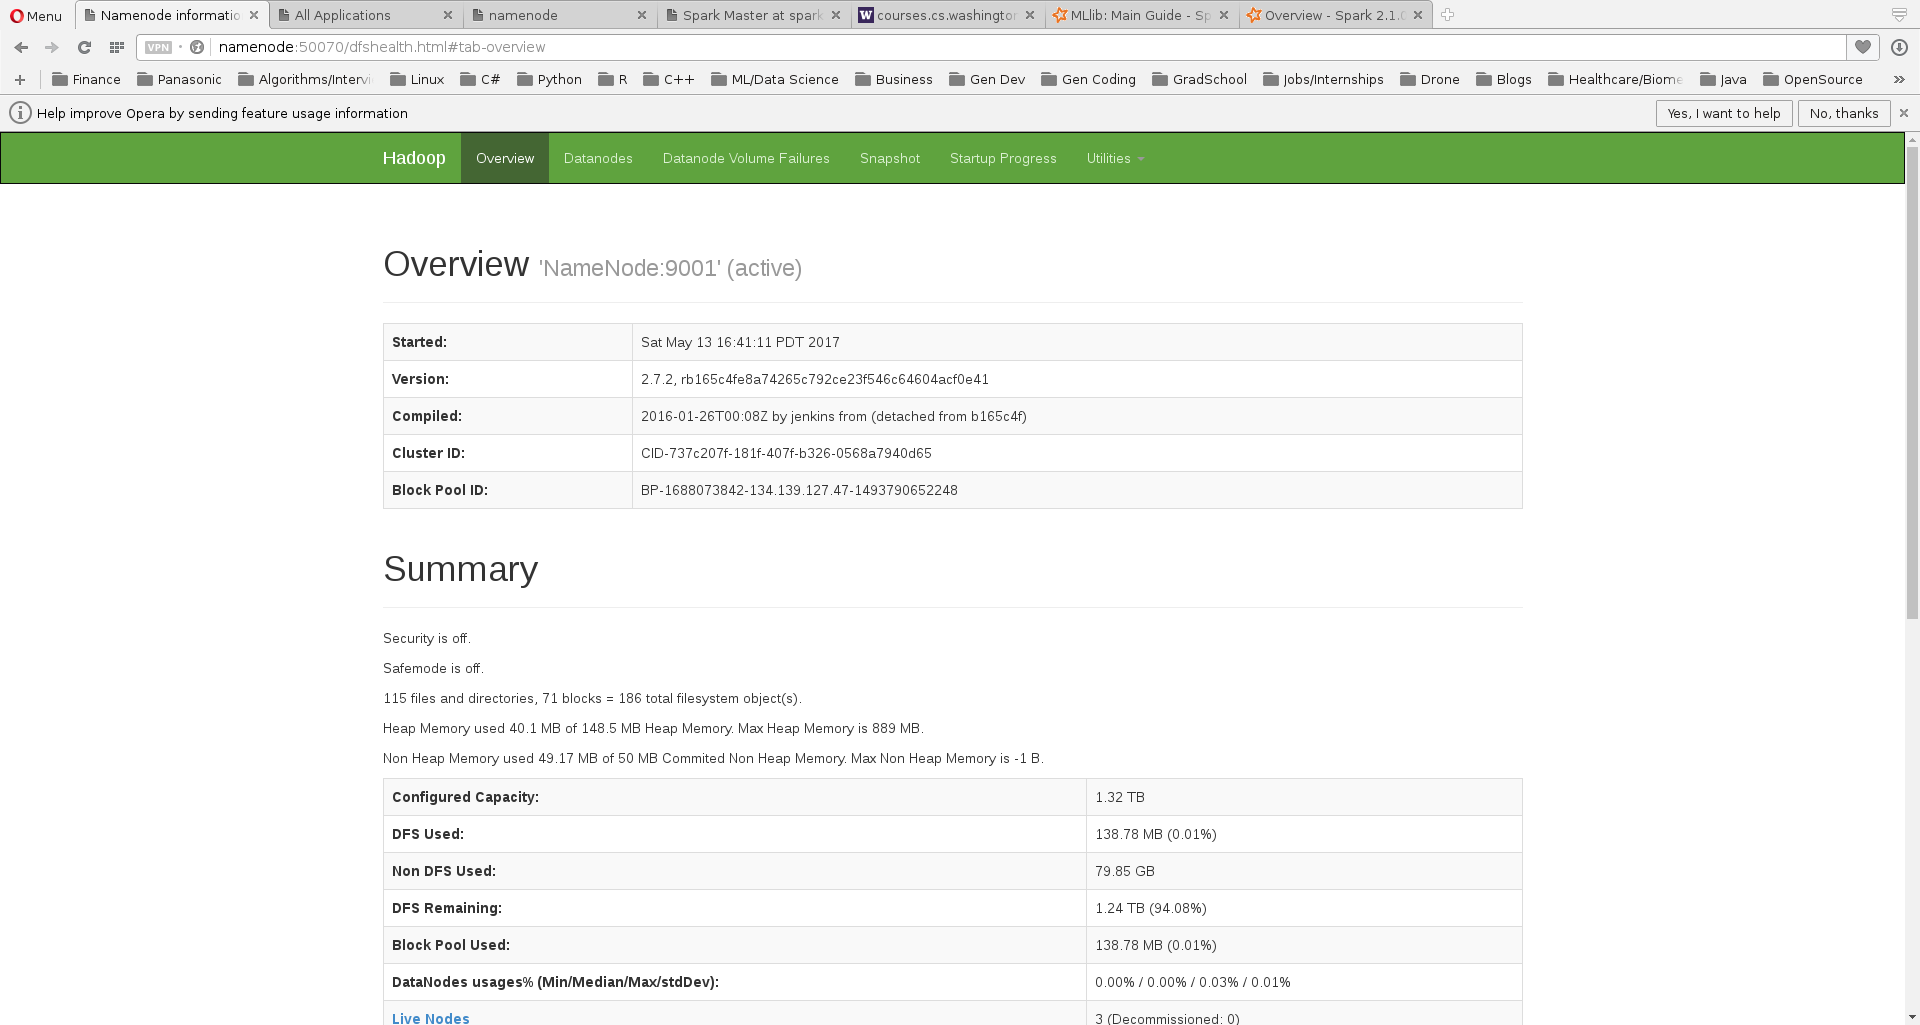 Menu Namenode informatio All Applications namenode Spark Master at spark courses.cs.washington MLlib: Main Guide - Sp Overview - Spark 2.1.0
VPN namenode:50070/dfshealth.html#tab-overview
Finance Panasonic Algorithms/Intervi Linux C# Python R C++ ML/Data Science Business Gen Dev Gen Coding GradSchool Jobs/Internships Drone Blogs Healthcare/Biome Java OpenSource
Help improve Opera by sending feature usage information Yes, I want to help No, thanks
Hadoop Overview Datanodes Datanode Volume Failures Snapshot Startup Progress Utilities
Overview 'NameNode:9001' (active)
Started: Sat May 13 16:41:11 PDT 2017
Version: 2.7.2, rb165c4fe8a74265c792ce23f546c64604acf0e41
Compiled: 2016-01-26T00:08Z by jenkins from (detached from b165c4f)
Cluster ID: CID-737c207f-181f-407f-b326-0568a7940d65
Block Pool ID: BP-1688073842-134.139.127.47-1493790652248
Summary
Security is off.
Safemode is off.
115 files and directories, 71 blocks = 186 total filesystem object(s).
Heap Memory used 40.1 MB of 148.5 MB Heap Memory. Max Heap Memory is 889 MB.
Non Heap Memory used 49.17 MB of 50 MB Commited Non Heap Memory. Max Non Heap Memory is -1 B.
Configured Capacity: 1.32 TB
DFS Used: 138.78 MB (0.01%)
Non DFS Used: 79.85 GB
DFS Remaining: 1.24 TB (94.08%)
Block Pool Used: 138.78 MB (0.01%)
DataNodes usages% (Min/Median/Max/stdDev): 0.00% / 0.00% / 0.03% / 0.01%
Live Nodes 3 (Decommissioned: 0)